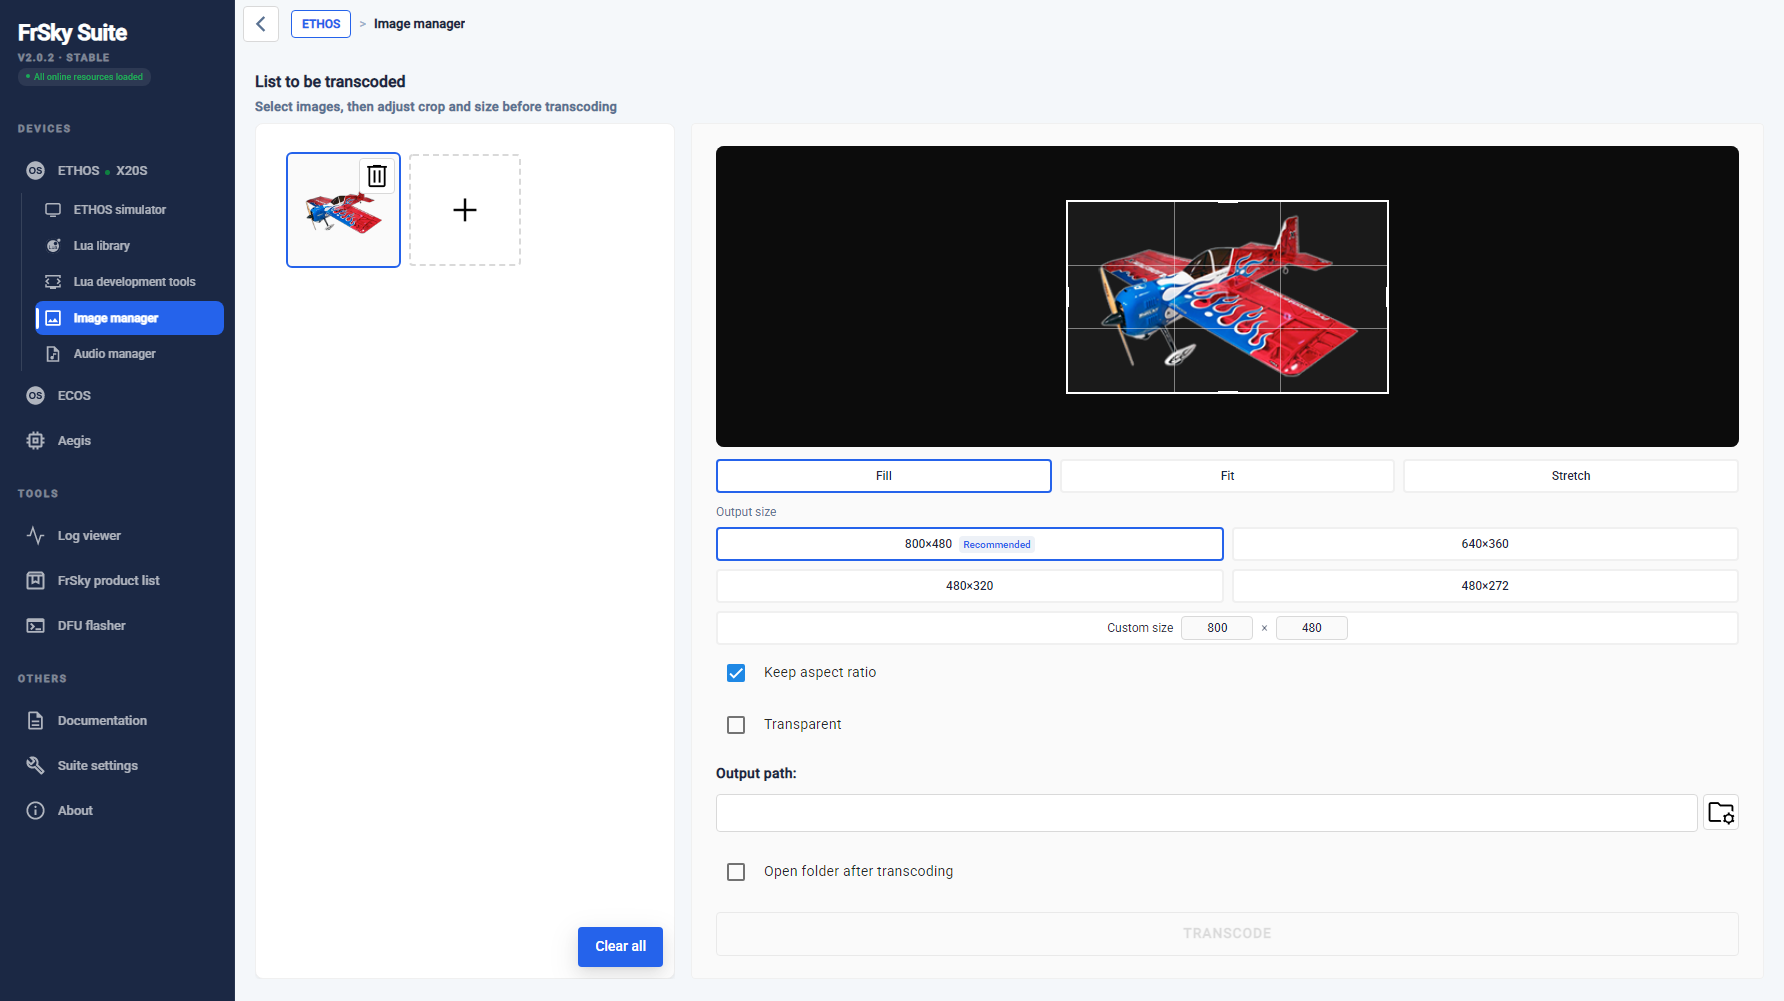 FrSky Suite
V2.0.2 · STABLE
All online resources loaded
DEVICES
ETHOS X20S
ETHOS simulator
Lua library
Lua development tools
Image manager
Audio manager
ECOS
Aegis
TOOLS
Log viewer
FrSky product list
DFU flasher
OTHERS
Documentation
Suite settings
About
ETHOS > Image manager
List to be transcoded
Select images, then adjust crop and size before transcoding
Clear all
Fill
Fit
Stretch
Output size
800×480 Recommended
640×360
480×320
480×272
Custom size 800 × 480
Keep aspect ratio
Transparent
Output path:
Open folder after transcoding
TRANSCODE